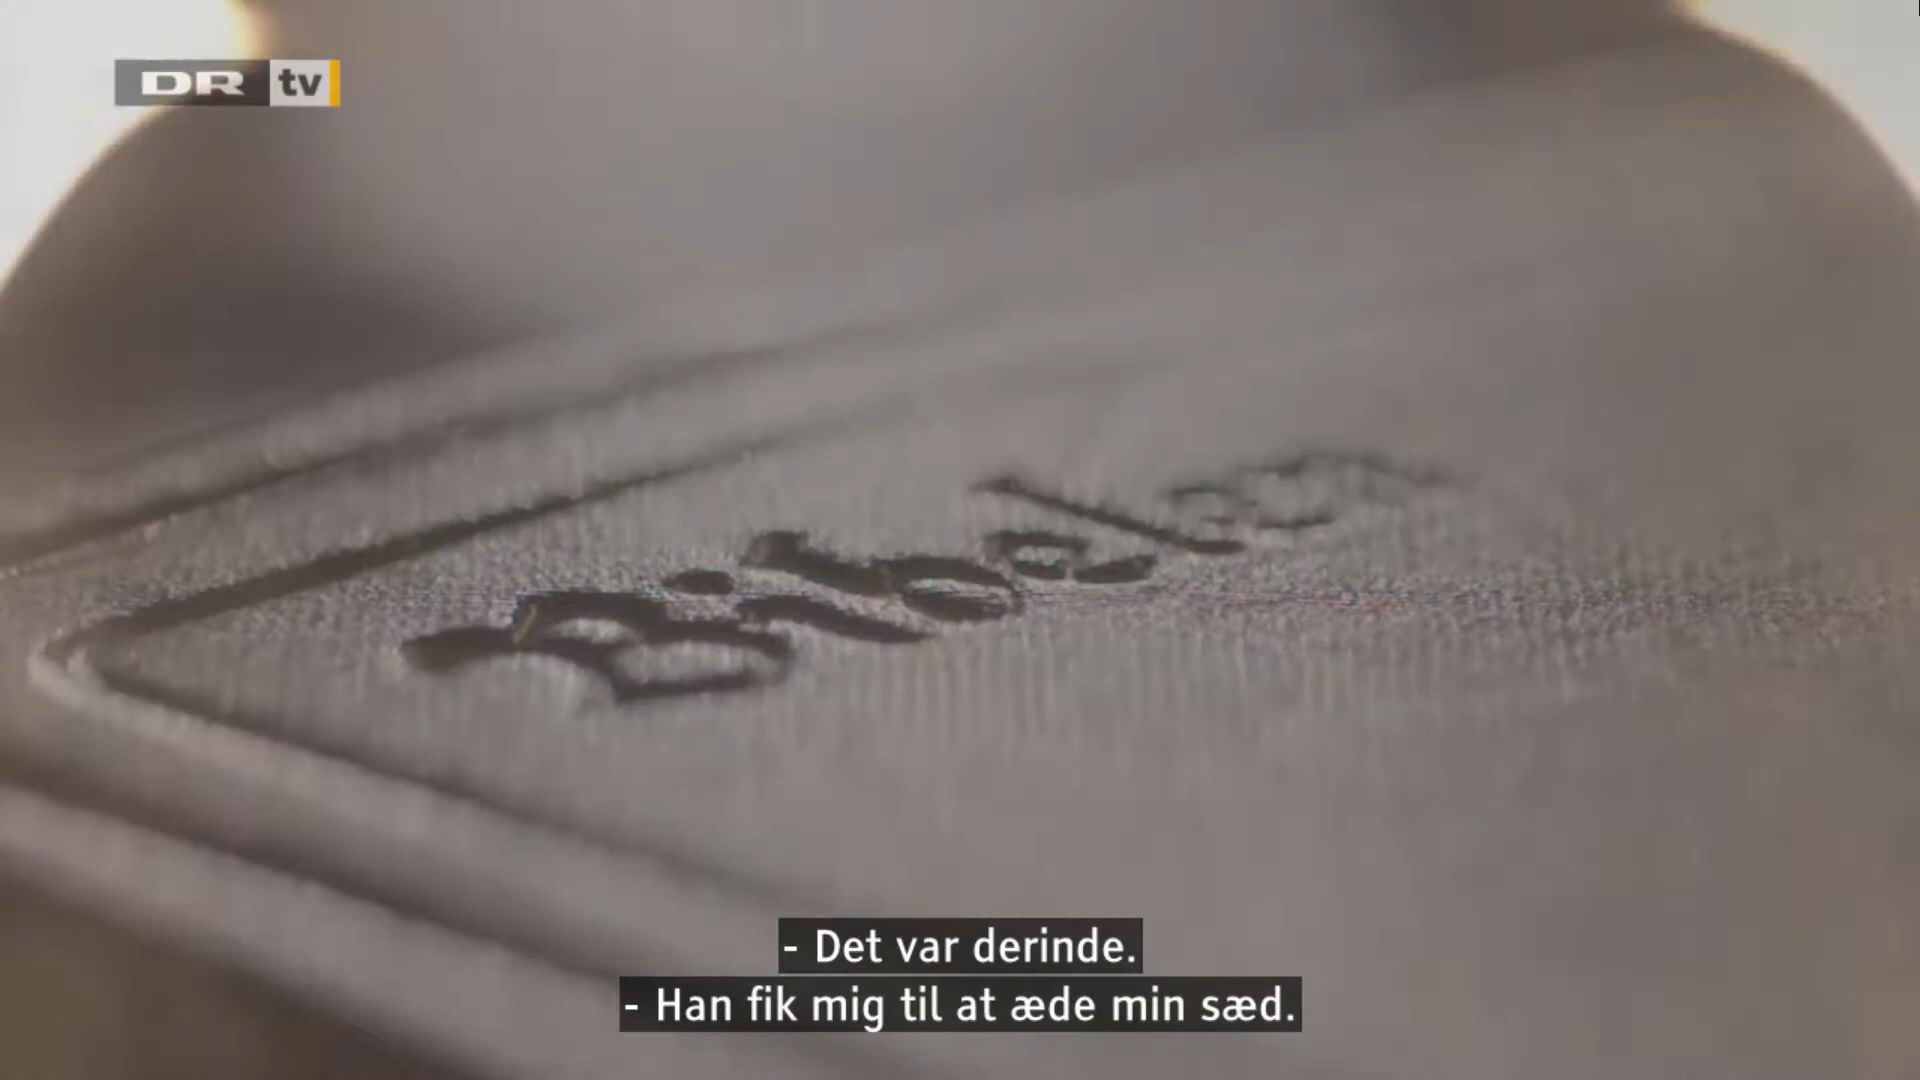 DR tv
- Det var derinde.
- Han fik mig til at æde min sæd.